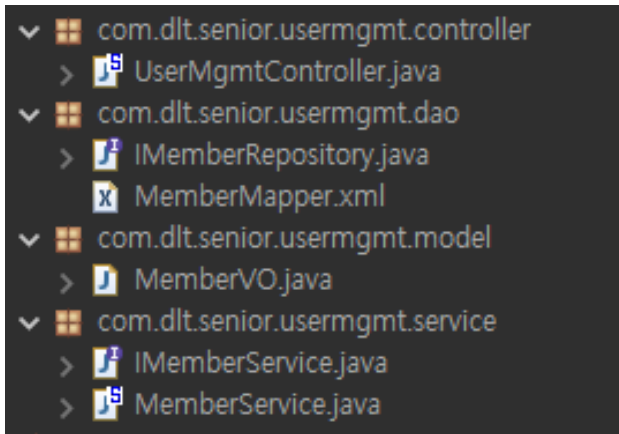 com.dlt.senior.usermgmt.controller
UserMgmtController.java
com.dlt.senior.usermgmt.dao
IMemberRepository.java
MemberMapper.xml
com.dlt.senior.usermgmt.model
MemberVO.java
com.dlt.senior.usermgmt.service
IMemberService.java
MemberService.java